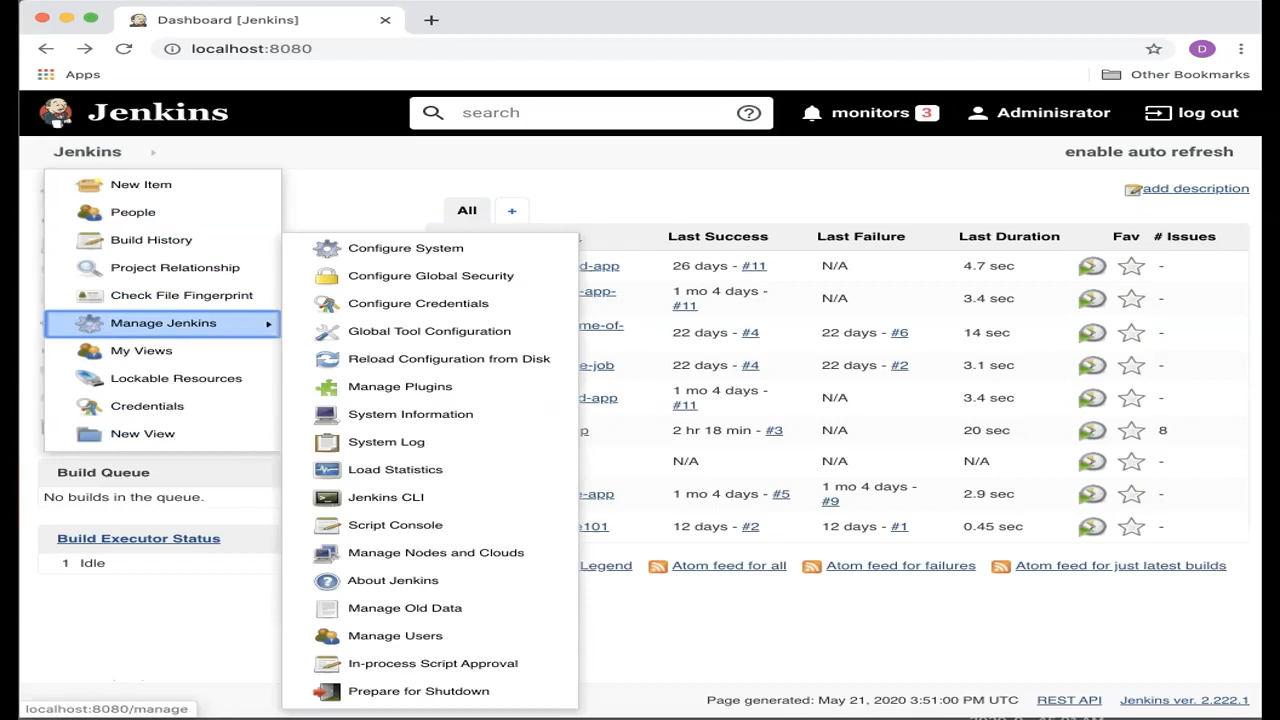 Dashboard [Jenkins]
localhost:8080
D
Apps
Other Bookmarks
Jenkins
search
monitors 3
Adminisrator
log out
Jenkins
enable auto refresh
add description
New Item
People
Build History
Project Relationship
Check File Fingerprint
Manage Jenkins
My Views
Lockable Resources
Credentials
New View
Build Queue
No builds in the queue.
Build Executor Status
1 Idle
Configure System
Configure Global Security
Configure Credentials
Global Tool Configuration
Reload Configuration from Disk
Manage Plugins
System Information
System Log
Load Statistics
Jenkins CLI
Script Console
Manage Nodes and Clouds
About Jenkins
Manage Old Data
Manage Users
In-process Script Approval
Prepare for Shutdown
All +
Last Success Last Failure Last Duration Fav # Issues
d-app 26 days - #11 N/A 4.7 sec -
-app- 1 mo 4 days - #11 N/A 3.4 sec -
me-of- 22 days - #4 22 days - #6 14 sec -
e-job 22 days - #4 22 days - #2 3.1 sec -
d-app 1 mo 4 days - #11 N/A 3.4 sec -
p 2 hr 18 min - #3 N/A 20 sec 8
N/A N/A N/A -
e-app 1 mo 4 days - #5 1 mo 4 days - #9 2.9 sec -
e101 12 days - #2 12 days - #1 0.45 sec -
Legend Atom feed for all Atom feed for failures Atom feed for just latest builds
localhost:8080/manage
Page generated: May 21, 2020 3:51:00 PM UTC REST API Jenkins ver. 2.222.1